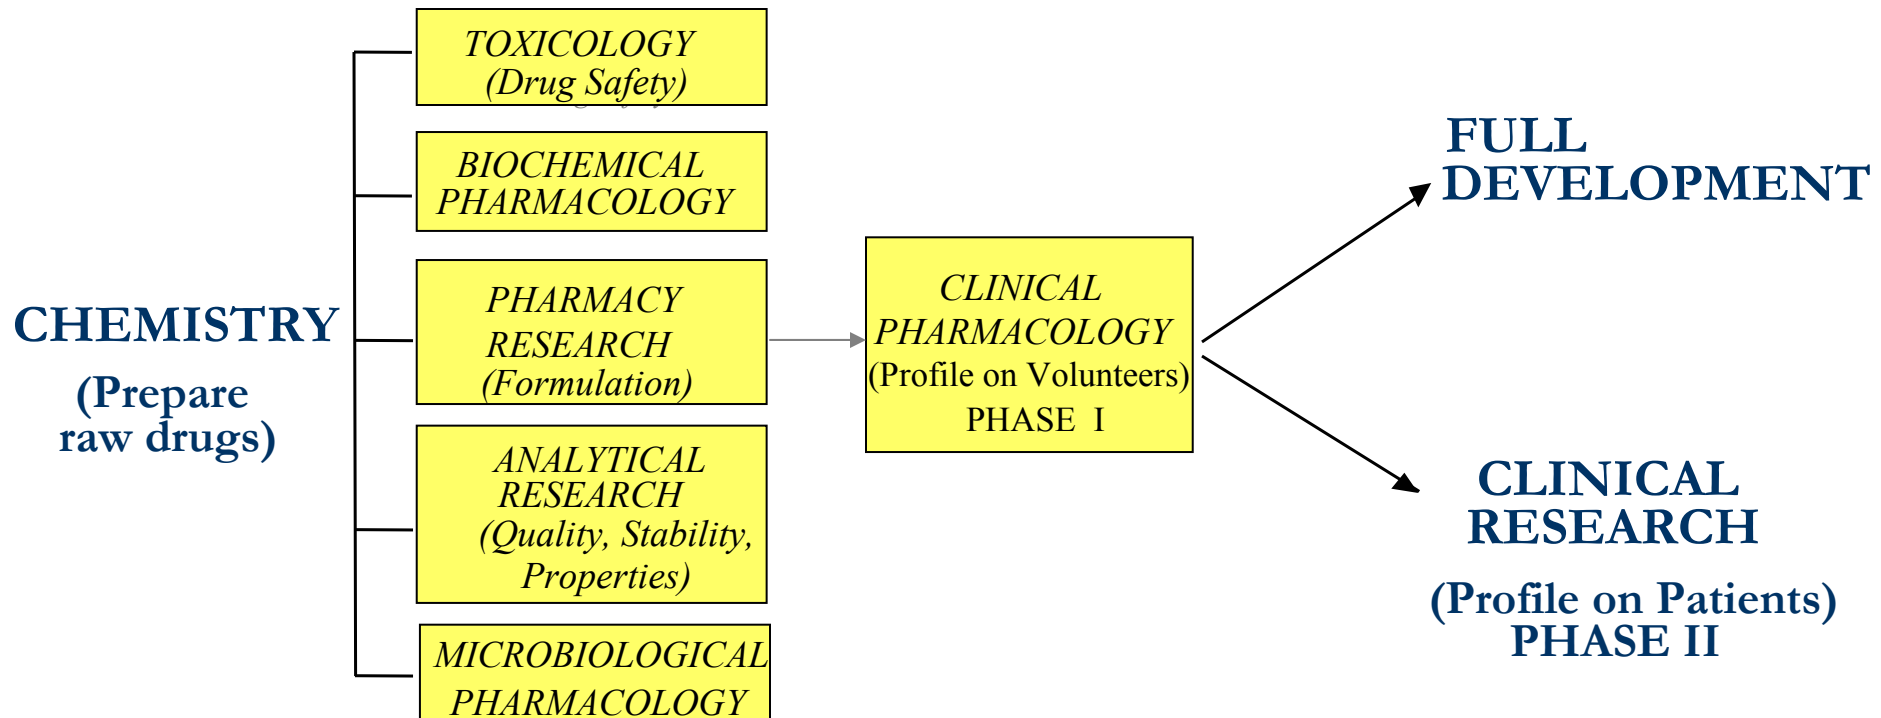 CHEMISTRY
(Prepare
raw drugs)
TOXICOLOGY
(Drug Safety)
BIOCHEMICAL
PHARMACOLOGY
PHARMACY
RESEARCH
(Formulation)
ANALYTICAL
RESEARCH
(Quality, Stability,
Properties)
MICROBIOLOGICAL
PHARMACOLOGY
CLINICAL
PHARMACOLOGY
(Profile on Volunteers)
PHASE I
FULL
DEVELOPMENT
CLINICAL
RESEARCH
(Profile on Patients)
PHASE II